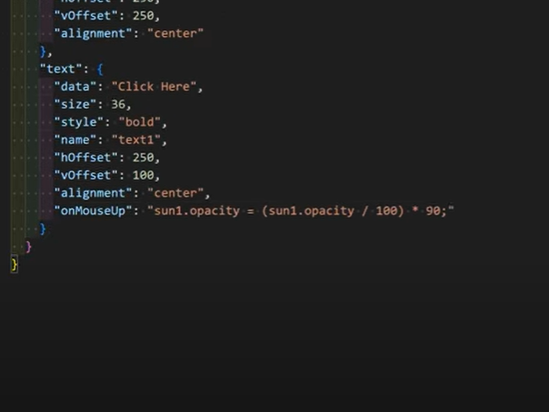 "vOffset": 250,
"alignment": "center"
},
"text": {
"data": "Click Here",
"size": 36,
"style": "bold",
"name": "text1",
"hOffset": 250,
"vOffset": 100,
"alignment": "center",
"onMouseUp": "sun1.opacity = (sun1.opacity / 100) * 90;"
}
}
}